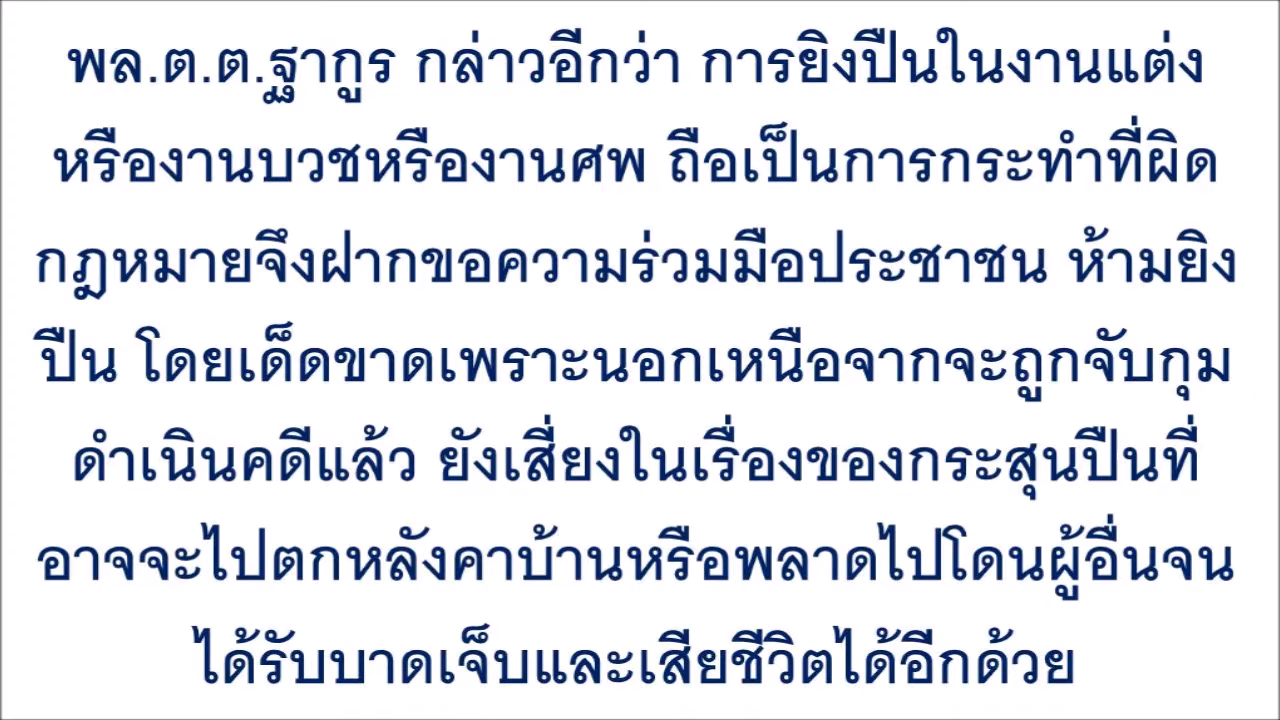 พล.ต.ต.ฐากูร กล่าวอีกว่า การยิงปืนในงานแต่ง
หรืองานบวชหรืองานศพ ถือเป็นการกระทำที่ผิด
กฎหมายจึงฝากขอความร่วมมือประชาชน ห้ามยิง
ปืน โดยเด็ดขาดเพราะนอกเหนือจากจะถูกจับกุม
ดำเนินคดีแล้ว ยังเสี่ยงในเรื่องของกระสุนปืนที่
อาจจะไปตกหลังคาบ้านหรือพลาดไปโดนผู้อื่นจน
ได้รับบาดเจ็บและเสียชีวิตได้อีกด้วย